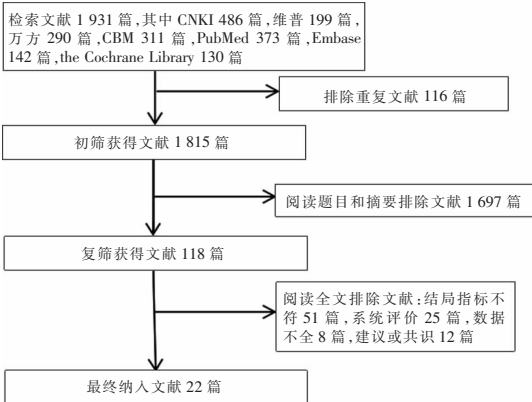 检索文献 1 931 篇,其中 CNKI 486 篇,维普 199 篇,
万方 290 篇,CBM 311 篇,PubMed 373 篇,Embase
142 篇,the Cochrane Library 130 篇
排除重复文献 116 篇
初筛获得文献 1 815 篇
阅读题目和摘要排除文献 1 697 篇
复筛获得文献 118 篇
阅读全文排除文献:结局指标不
符 51 篇,系统评价 25 篇,数据
不全 8 篇,建议或共识 12 篇
最终纳入文献 22 篇